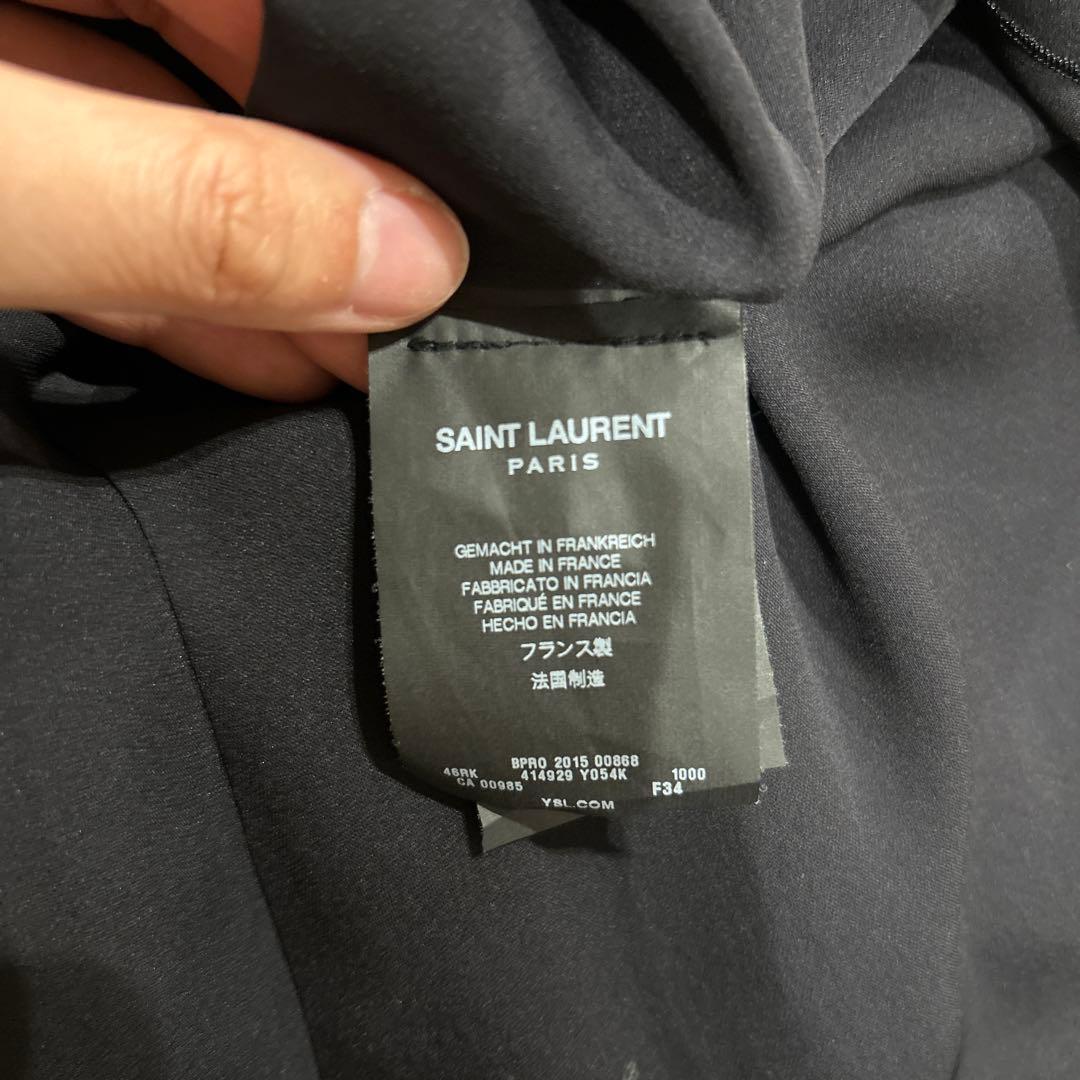 SAINT LAURENT
PARIS
GEMACHT IN FRANKREICH
MADE IN FRANCE
FABBRICATO IN FRANCIA
FABRIQUÉ EN FRANCE
HECHO EN FRANCIA
フランス製
法国制造
BPRO 2015 00868
46RK 414929 Y054K 1000
CA 00985 F34
YSL.COM